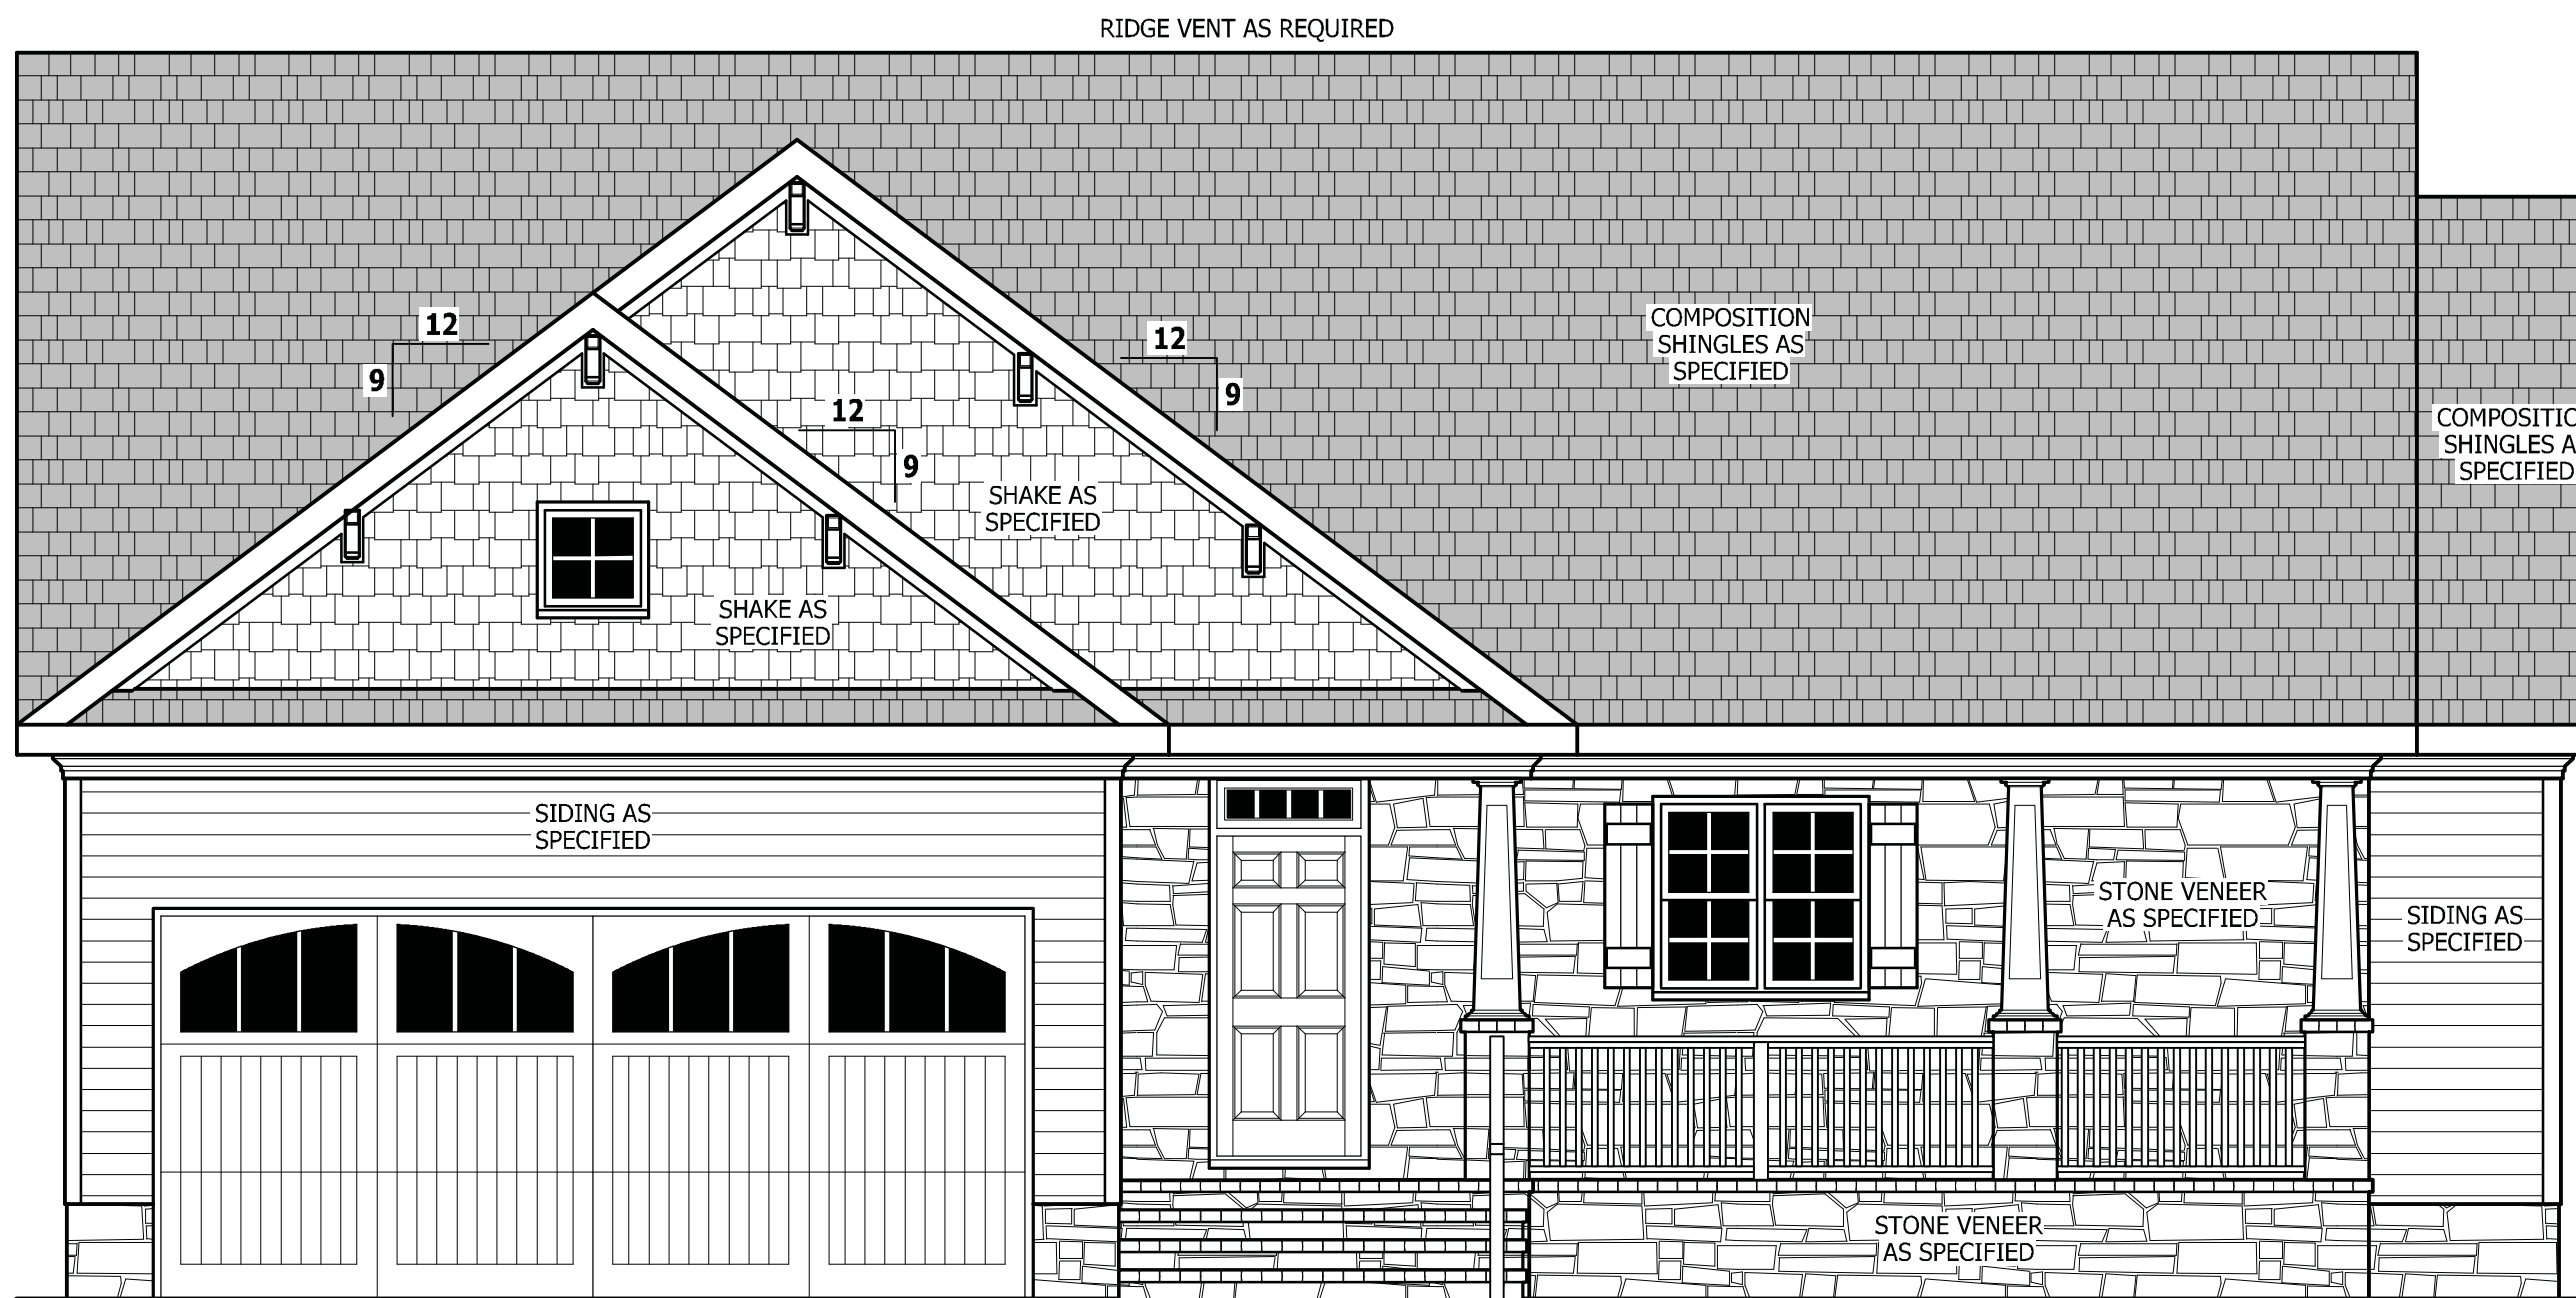 RIDGE VENT AS REQUIRED
12
9
12
9
12
9
COMPOSITION
SHINGLES AS
SPECIFIED
COMPOSITIO
SHINGLES A
SPECIFIED
SHAKE AS
SPECIFIED
SHAKE AS
SPECIFIED
SIDING AS
SPECIFIED
STONE VENEER
AS SPECIFIED
SIDING AS
SPECIFIED
STONE VENEER
AS SPECIFIED